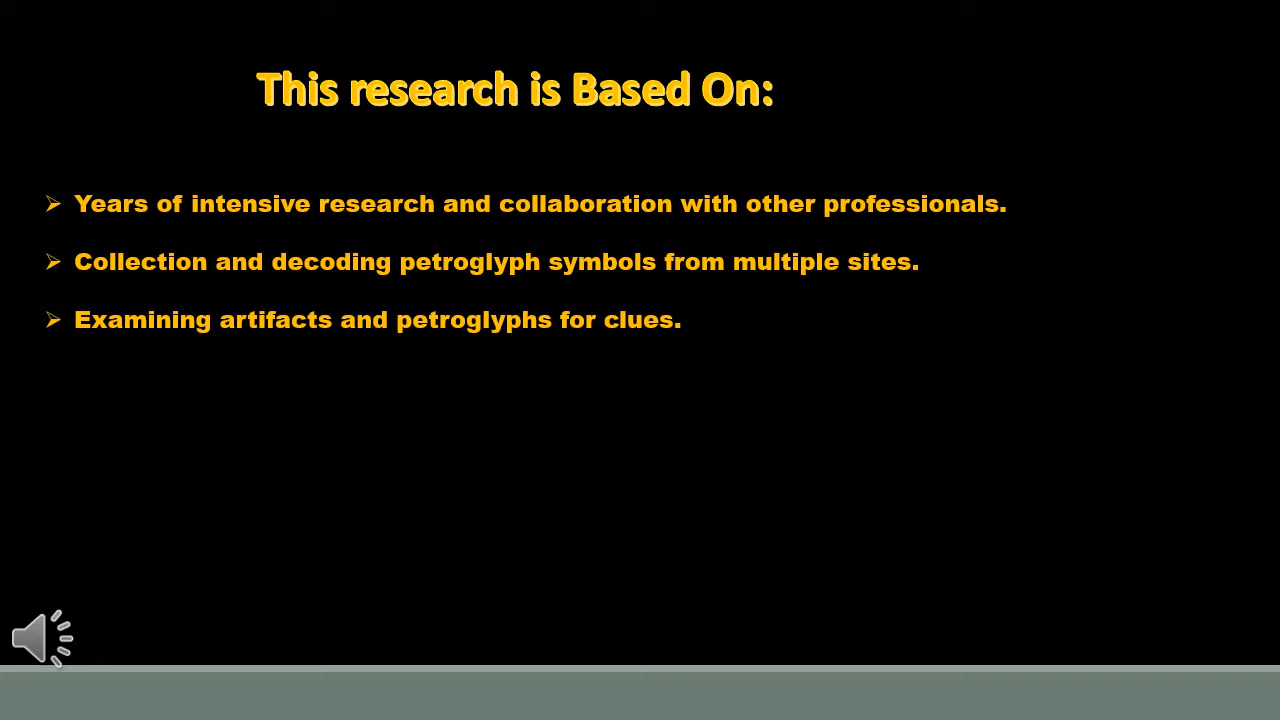 This research is Based On:
➢ Years of intensive research and collaboration with other professionals.
➢ Collection and decoding petroglyph symbols from multiple sites.
➢ Examining artifacts and petroglyphs for clues.